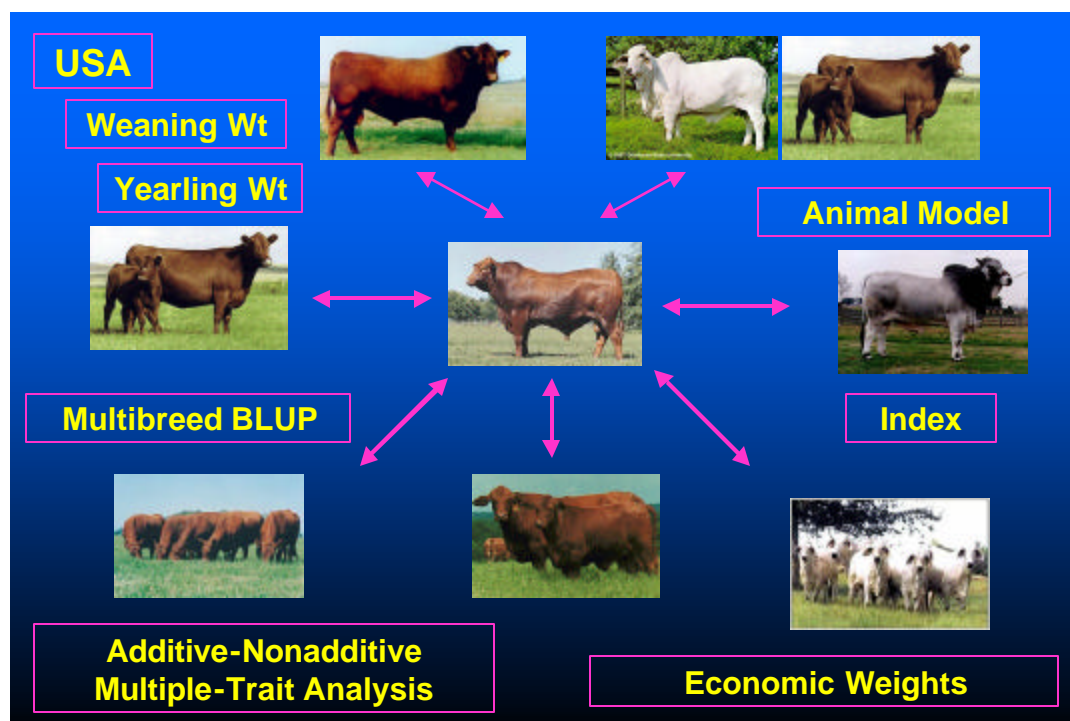 USA
Weaning Wt
Yearling Wt
Animal Model
Multibreed BLUP
Index
Additive-Nonadditive
Multiple-Trait Analysis
Economic Weights